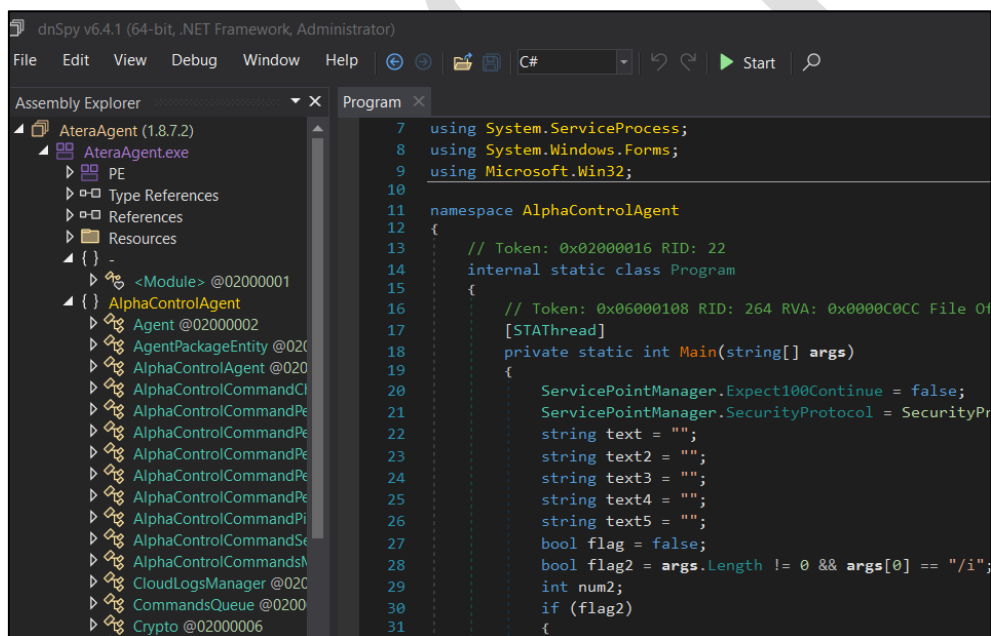 dnSpy v6.4.1 (64-bit, .NET Framework, Administrator)
File Edit View Debug Window Help C# Start
Assembly Explorer
AteraAgent (1.8.7.2)
AteraAgent.exe
PE
Type References
References
Resources
{ } -
<Module> @02000001
{ } AlphaControlAgent
Agent @02000002
AgentPackageEntity @020
AlphaControlAgent @020
AlphaControlCommandCh
AlphaControlCommandPe
AlphaControlCommandPe
AlphaControlCommandPe
AlphaControlCommandPe
AlphaControlCommandPi
AlphaControlCommandSe
AlphaControlCommandsM
CloudLogsManager @020
CommandsQueue @0200
Crypto @02000006
Program
7 using System.ServiceProcess;
8 using System.Windows.Forms;
9 using Microsoft.Win32;
10
11 namespace AlphaControlAgent
12 {
13 // Token: 0x02000016 RID: 22
14 internal static class Program
15 {
16 // Token: 0x06000108 RID: 264 RVA: 0x0000C0CC File Of
17 [STAThread]
18 private static int Main(string[] args)
19 {
20 ServicePointManager.Expect100Continue = false;
21 ServicePointManager.SecurityProtocol = SecurityPr
22 string text = "";
23 string text2 = "";
24 string text3 = "";
25 string text4 = "";
26 string text5 = "";
27 bool flag = false;
28 bool flag2 = args.Length != 0 && args[0] == "/i";
29 int num2;
30 if (flag2)
31 {